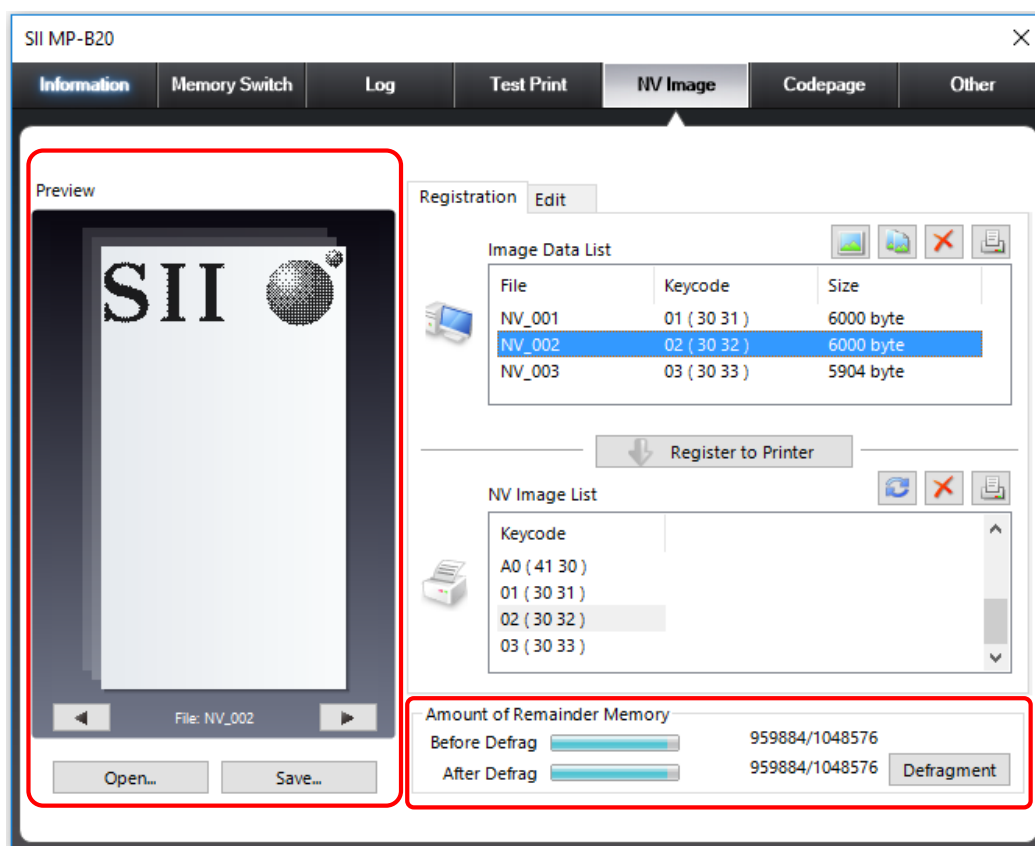 SII MP-B20
Information Memory Switch Log Test Print NV Image Codepage Other
Preview
SII
File: NV_002
Open... Save...
Registration Edit
Image Data List
File Keycode Size
NV_001 01 ( 30 31 ) 6000 byte
NV_002 02 ( 30 32 ) 6000 byte
NV_003 03 ( 30 33 ) 5904 byte
Register to Printer
NV Image List
Keycode
A0 ( 41 30 )
01 ( 30 31 )
02 ( 30 32 )
03 ( 30 33 )
Amount of Remainder Memory
Before Defrag 959884/1048576
After Defrag 959884/1048576 Defragment